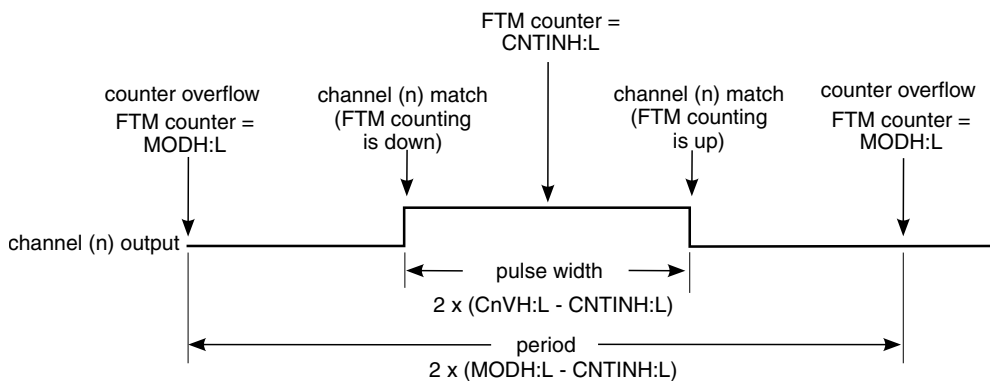 FTM counter =
CNTINH:L
counter overflow
FTM counter =
MODH:L
channel (n) match
(FTM counting
is down)
channel (n) match
(FTM counting
is up)
counter overflow
FTM counter =
MODH:L
channel (n) output
pulse width
2 x (CnVH:L - CNTINH:L)
period
2 x (MODH:L - CNTINH:L)